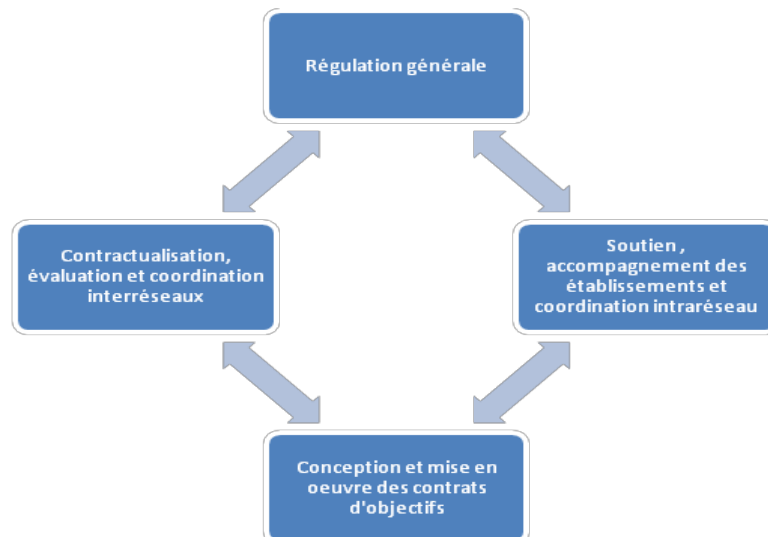 Régulation générale
Contractualisation,
évaluation et coordination
interréseaux
Soutien ,
accompagnement des
établissements et
coordination intraréseau
Conception et mise en
oeuvre des contrats
d'objectifs